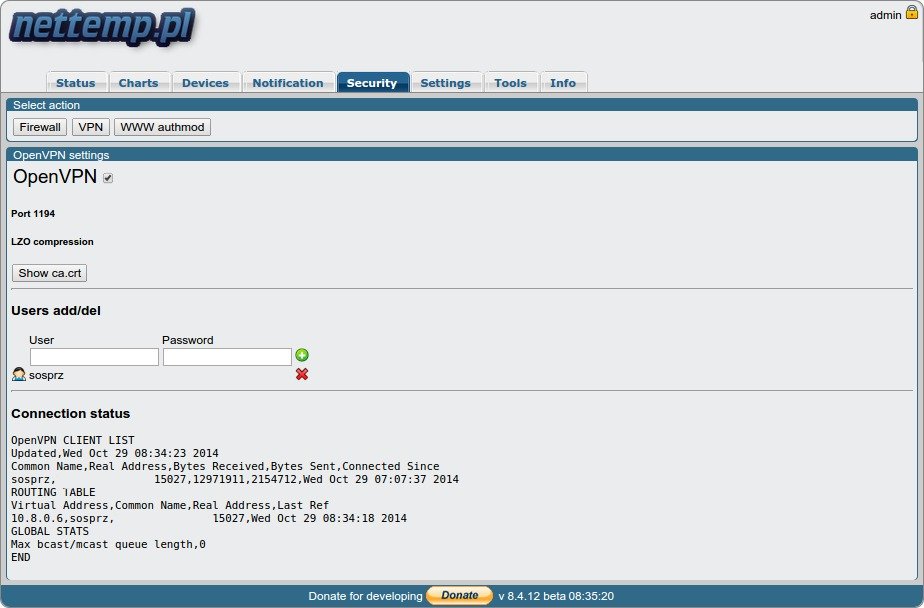 nettemp.pl
admin
Status Charts Devices Notification Security Settings Tools Info
Select action
Firewall VPN WWW authmod
OpenVPN settings
OpenVPN
Port 1194
LZO compression
Show ca.crt
Users add/del
User Password
sosprz
Connection status
OpenVPN CLIENT LIST
Updated,Wed Oct 29 08:34:23 2014
Common Name,Real Address,Bytes Received,Bytes Sent,Connected Since
sosprz, 15027,12971911,2154712,Wed Oct 29 07:07:37 2014
ROUTING TABLE
Virtual Address,Common Name,Real Address,Last Ref
10.8.0.6,sosprz, 15027,Wed Oct 29 08:34:18 2014
GLOBAL STATS
Max bcast/mcast queue length,0
END
Donate for developing Donate v 8.4.12 beta 08:35:20